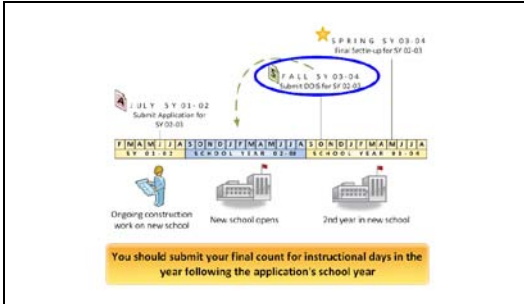 SPRING SY 03-04
Final Settle-up for SY 02-03
FALL SY 03-04
Submit DOIS for SY 02-03
A
JULY SY 01-02
Submit Application for
SY 02-03
F M A M J J A S O N D J F M A M J J A S O N D J F M A M J J A
SY 01-02 SCHOOL YEAR 02-03 SCHOOL YEAR 03-04
Ongoing construction
work on new school
New school opens
2nd year in new school
You should submit your final count for instructional days in the
year following the application's school year